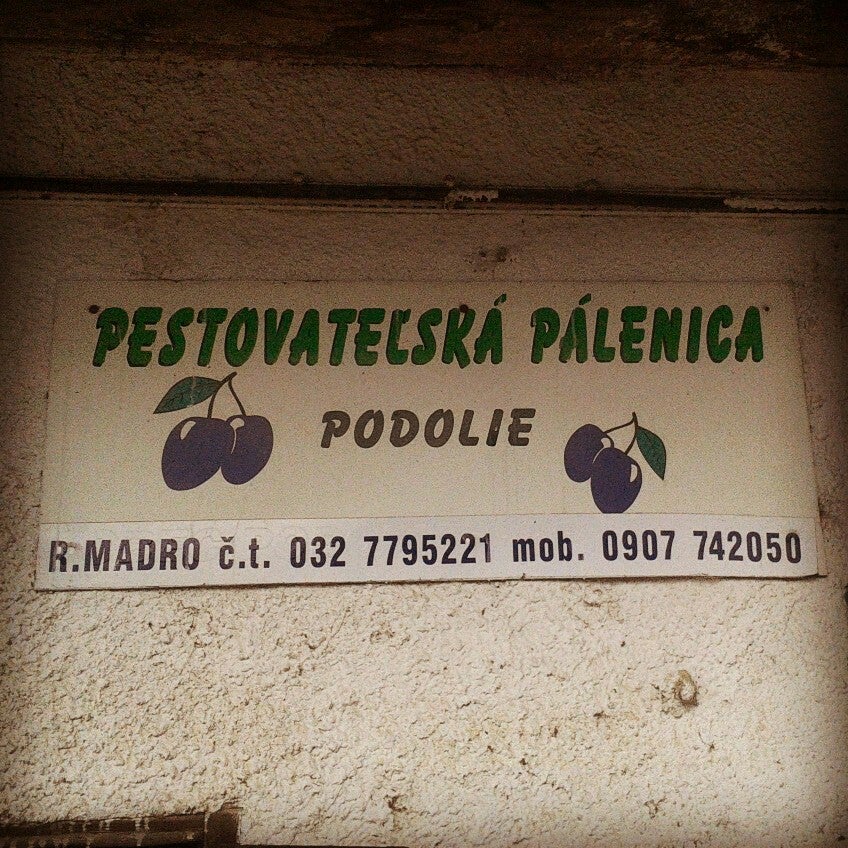 PESTOVATEĽSKÁ PÁLENICA
PODOLIE
R.MADRO č.t. 032 7795221 mob. 0907 742050